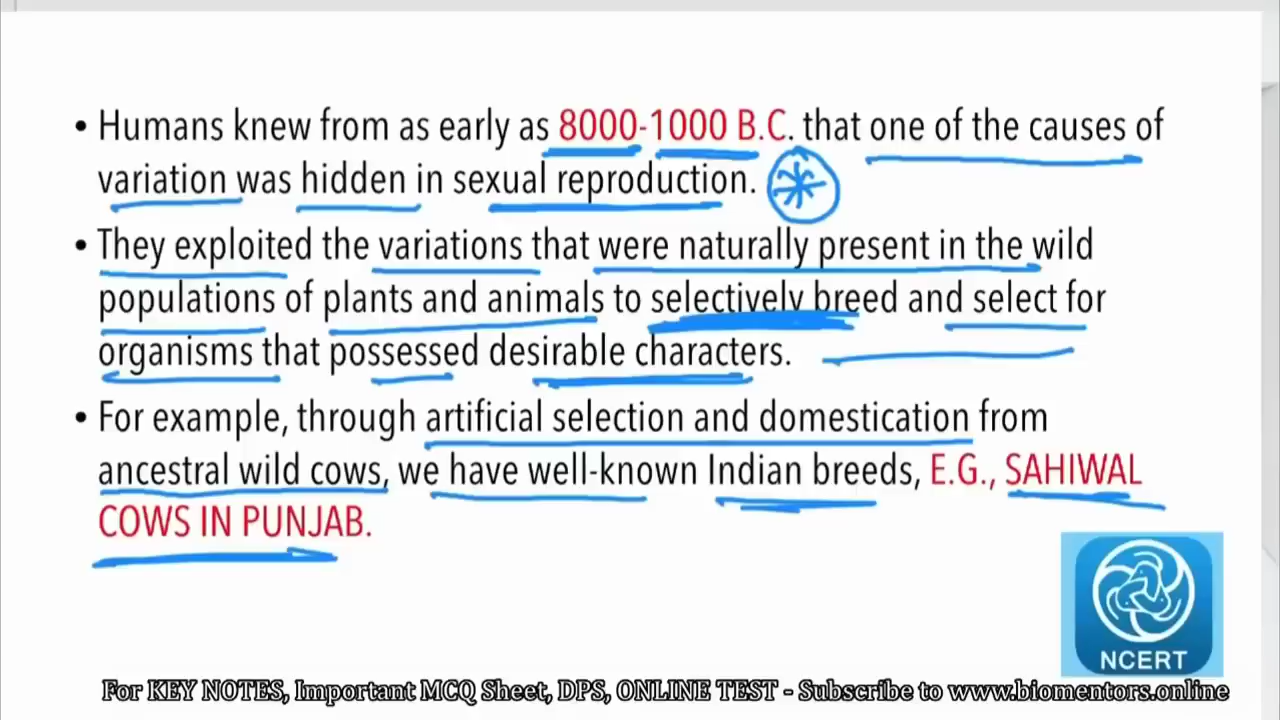 • Humans knew from as early as 8000-1000 B.C. that one of the causes of
variation was hidden in sexual reproduction.
• They exploited the variations that were naturally present in the wild
populations of plants and animals to selectively breed and select for
organisms that possessed desirable characters.
• For example, through artificial selection and domestication from
ancestral wild cows, we have well-known Indian breeds, E.G., SAHIWAL
COWS IN PUNJAB.
NCERT
For KEY NOTES, Important MCQ Sheet, DPS, ONLINE TEST - Subscribe to www.biomentors.online